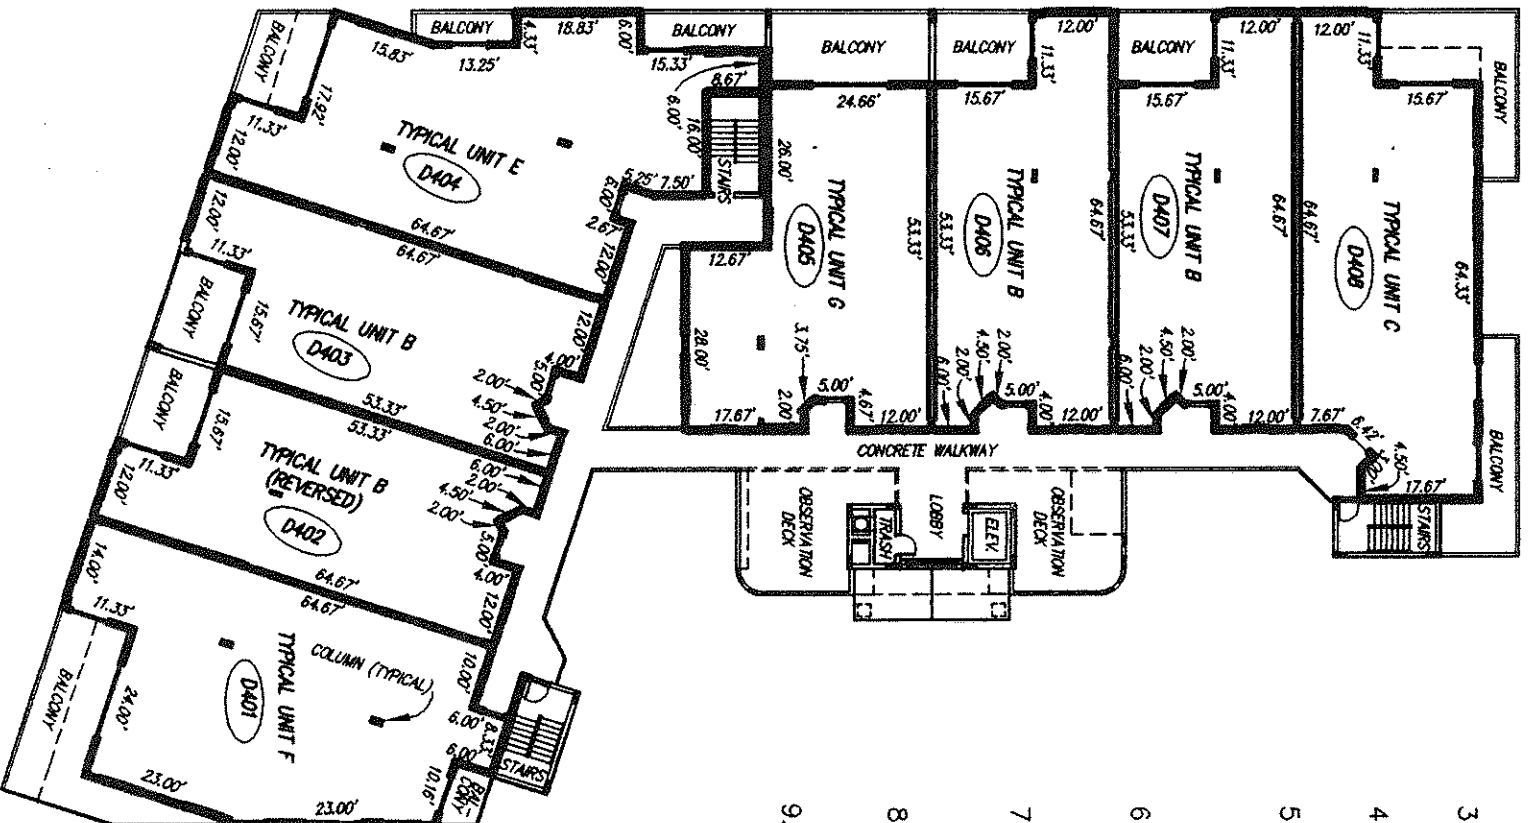 BALCONY
4.33'
18.83'
6.00'
BALCONY
BALCONY
BALCONY
12.00'
11.33'
BALCONY
12.00'
11.33'
12.00'
11.33'
BALCONY
BALCONY
15.83'
13.25'
15.33'
8.67'
6.00'
24.66'
15.67'
15.67'
15.67'
17.92'
11.33'
12.00'
TYPICAL UNIT E
D404
16.00'
STAIRS
5.25'
7.50'
6.00'
2.67'
12.00'
64.67'
26.00'
TYPICAL UNIT G
D405
53.33'
12.67'
28.00'
3.75'
5.00'
2.00'
4.67'
17.67'
12.00'
53.33'
TYPICAL UNIT B
D406
64.67'
2.00'
4.50'
2.00'
6.00'
5.00'
4.00'
12.00'
53.33'
TYPICAL UNIT B
D407
64.67'
2.00'
4.50'
2.00'
6.00'
5.00'
4.00'
12.00'
64.67'
TYPICAL UNIT C
D408
64.33'
7.67'
6.42'
4.50'
17.67'
STAIRS
BALCONY
12.00'
64.67'
11.33'
BALCONY
15.67'
TYPICAL UNIT B
D403
12.00'
4.00'
5.00'
2.00'
4.50'
2.00'
6.00'
53.33'
CONCRETE WALKWAY
OBSERVATION
DECK
TRASH
LOBBY
ELEV.
OBSERVATION
DECK
BALCONY
15.67'
11.33'
12.00'
53.33'
TYPICAL UNIT B
(REVERSED)
D402
6.00'
2.00'
4.50'
2.00'
5.00'
4.00'
12.00'
64.67'
14.00'
11.33'
64.67'
TYPICAL UNIT F
D401
COLUMN (TYPICAL)
10.00'
6.00'
8.33'
6.00'
10.16'
STAIRS
BAL-
CONY
BALCONY
24.00'
23.00'
23.00'
3
4
5
6
7
8
9.